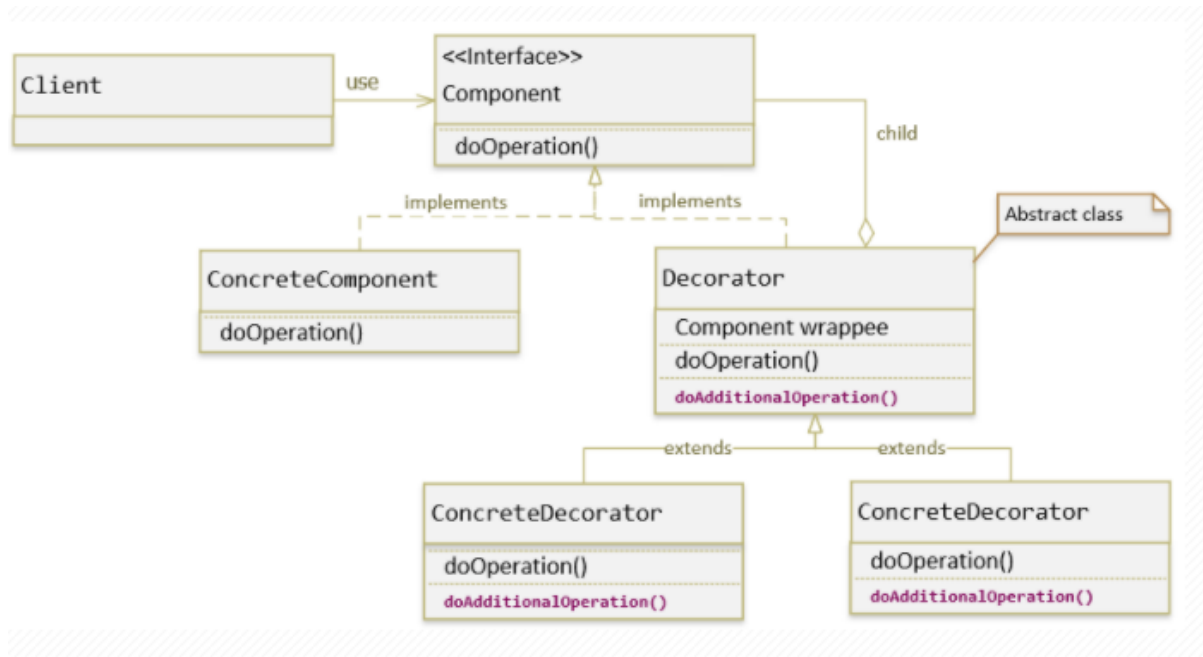 Client
use
<<Interface>>
Component
doOperation()
child
implements
implements
Abstract class
ConcreteComponent
doOperation()
Decorator
Component wrappee
doOperation()
doAdditionalOperation()
extends
extends
ConcreteDecorator
doOperation()
doAdditionalOperation()
ConcreteDecorator
doOperation()
doAdditionalOperation()